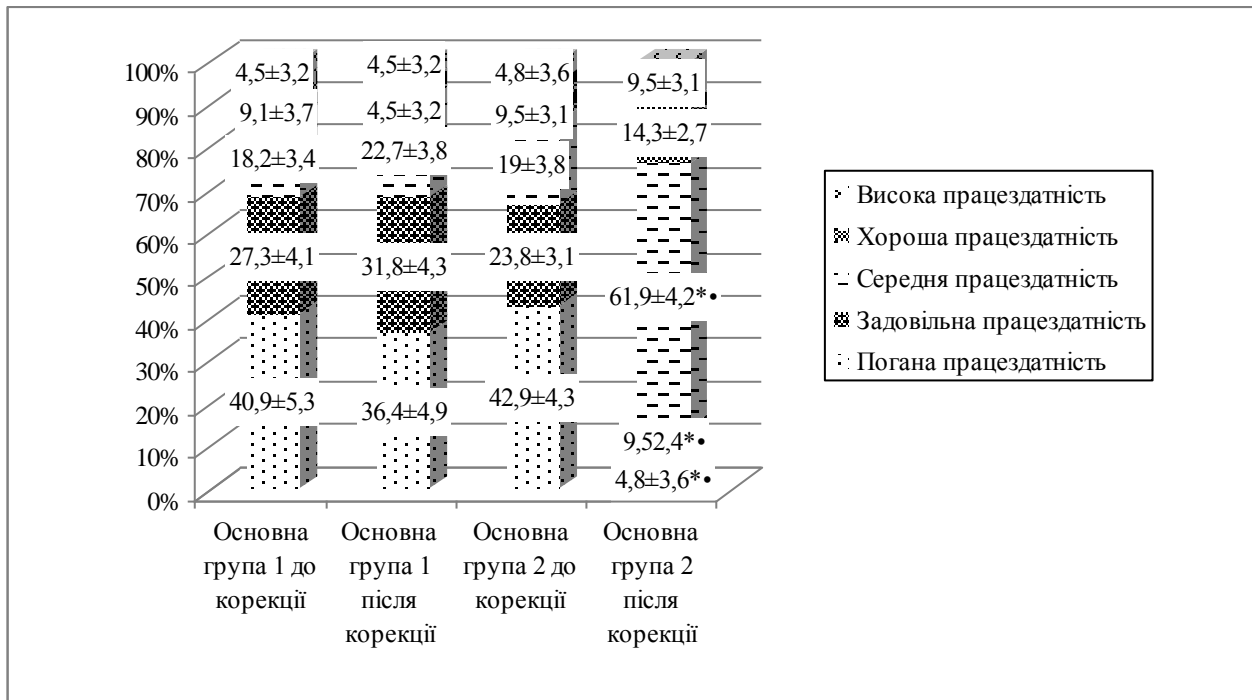 100%
90%
80%
70%
60%
50%
40%
30%
20%
10%
0%
4,5±3,2
9,1±3,7
18,2±3,4
27,3±4,1
40,9±5,3
4,5±3,2
4,5±3,2
22,7±3,8
31,8±4,3
36,4±4,9
4,8±3,6
9,5±3,1
19±3,8
23,8±3,1
42,9±4,3
9,5±3,1
14,3±2,7
61,9±4,2*•
9,52,4*•
4,8±3,6*•
Основна
група 1 до
корекції
Основна
група 1
після
корекції
Основна
група 2 до
корекції
Основна
група 2
після
корекції
Висока працездатність
Хороша працездатність
Середня працездатність
Задовільна працездатність
Погана працездатність